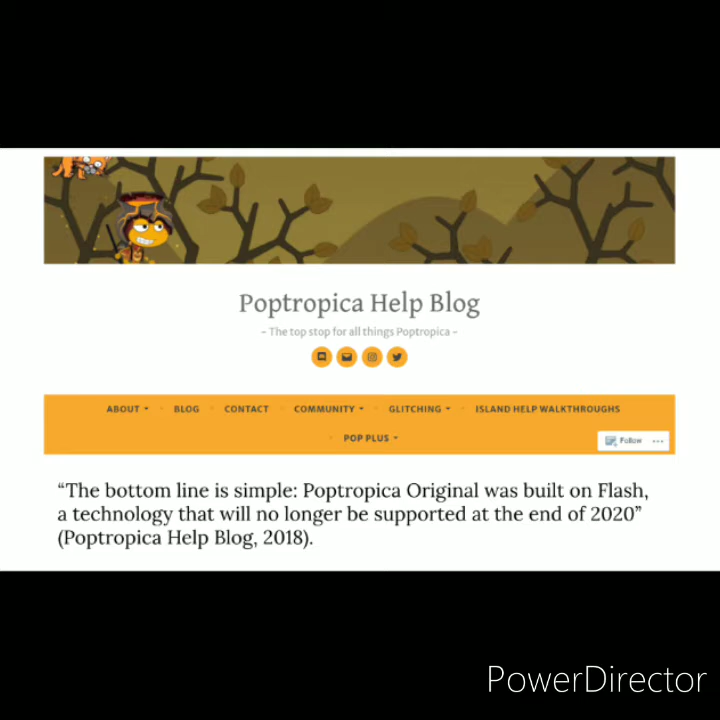 Poptropica Help Blog
~ The top stop for all things Poptropica ~
ABOUT BLOG CONTACT COMMUNITY GLITCHING ISLAND HELP WALKTHROUGHS
POP PLUS
Follow
“The bottom line is simple: Poptropica Original was built on Flash,
a technology that will no longer be supported at the end of 2020”
(Poptropica Help Blog, 2018).
PowerDirector